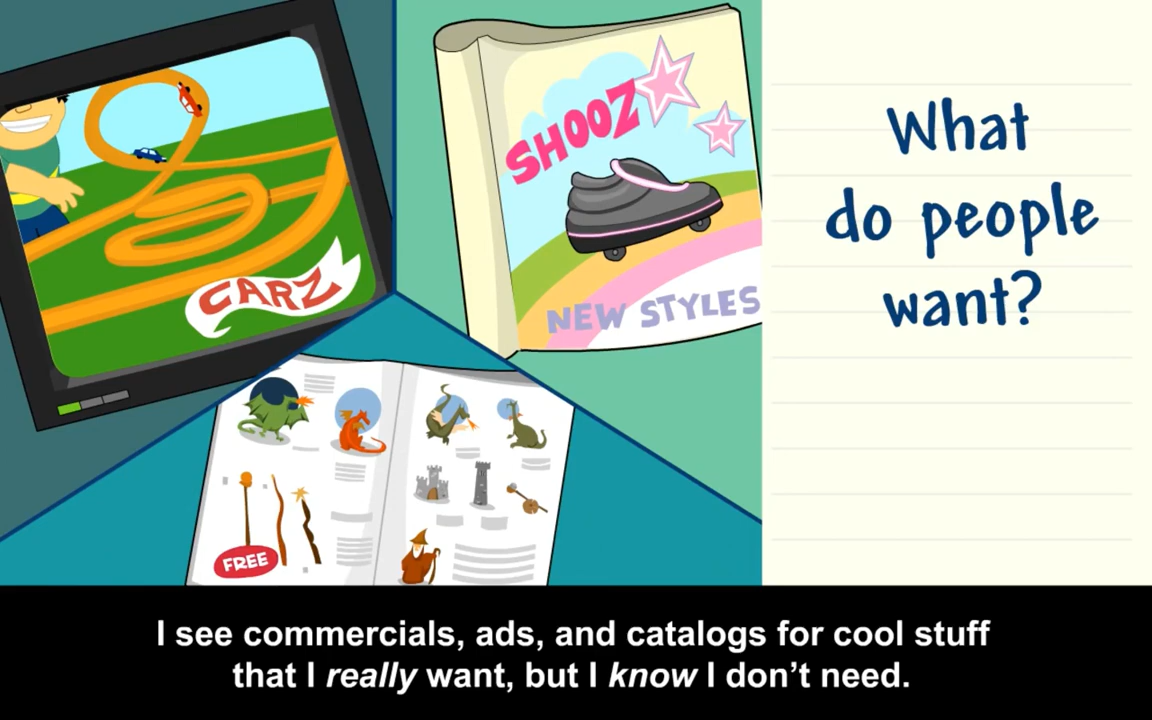 CARZ
SHOOZ
NEW STYLES
FREE
What
do people
want?
I see commercials, ads, and catalogs for cool stuff
that I really want, but I know I don't need.